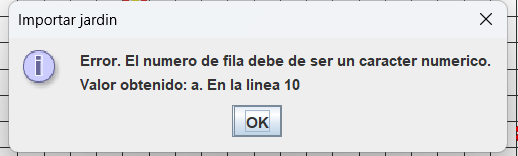 Importar jardin
Error. El numero de fila debe de ser un caracter numerico.
Valor obtenido: a. En la linea 10
OK